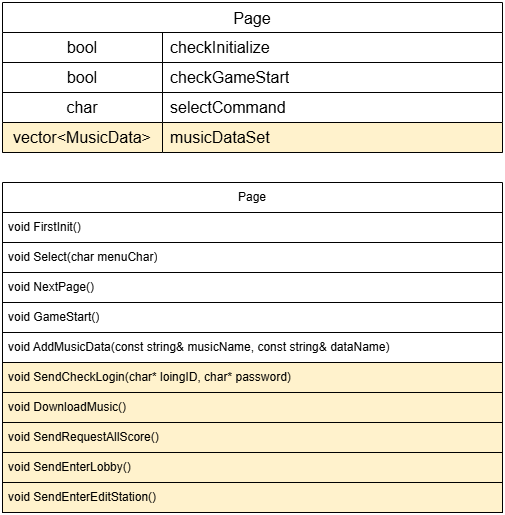 Page
bool checkInitialize
bool checkGameStart
char selectCommand
vector<MusicData> musicDataSet
Page
void FirstInit()
void Select(char menuChar)
void NextPage()
void GameStart()
void AddMusicData(const string& musicName, const string& dataName)
void SendCheckLogin(char* loingID, char* password)
void DownloadMusic()
void SendRequestAllScore()
void SendEnterLobby()
void SendEnterEditStation()